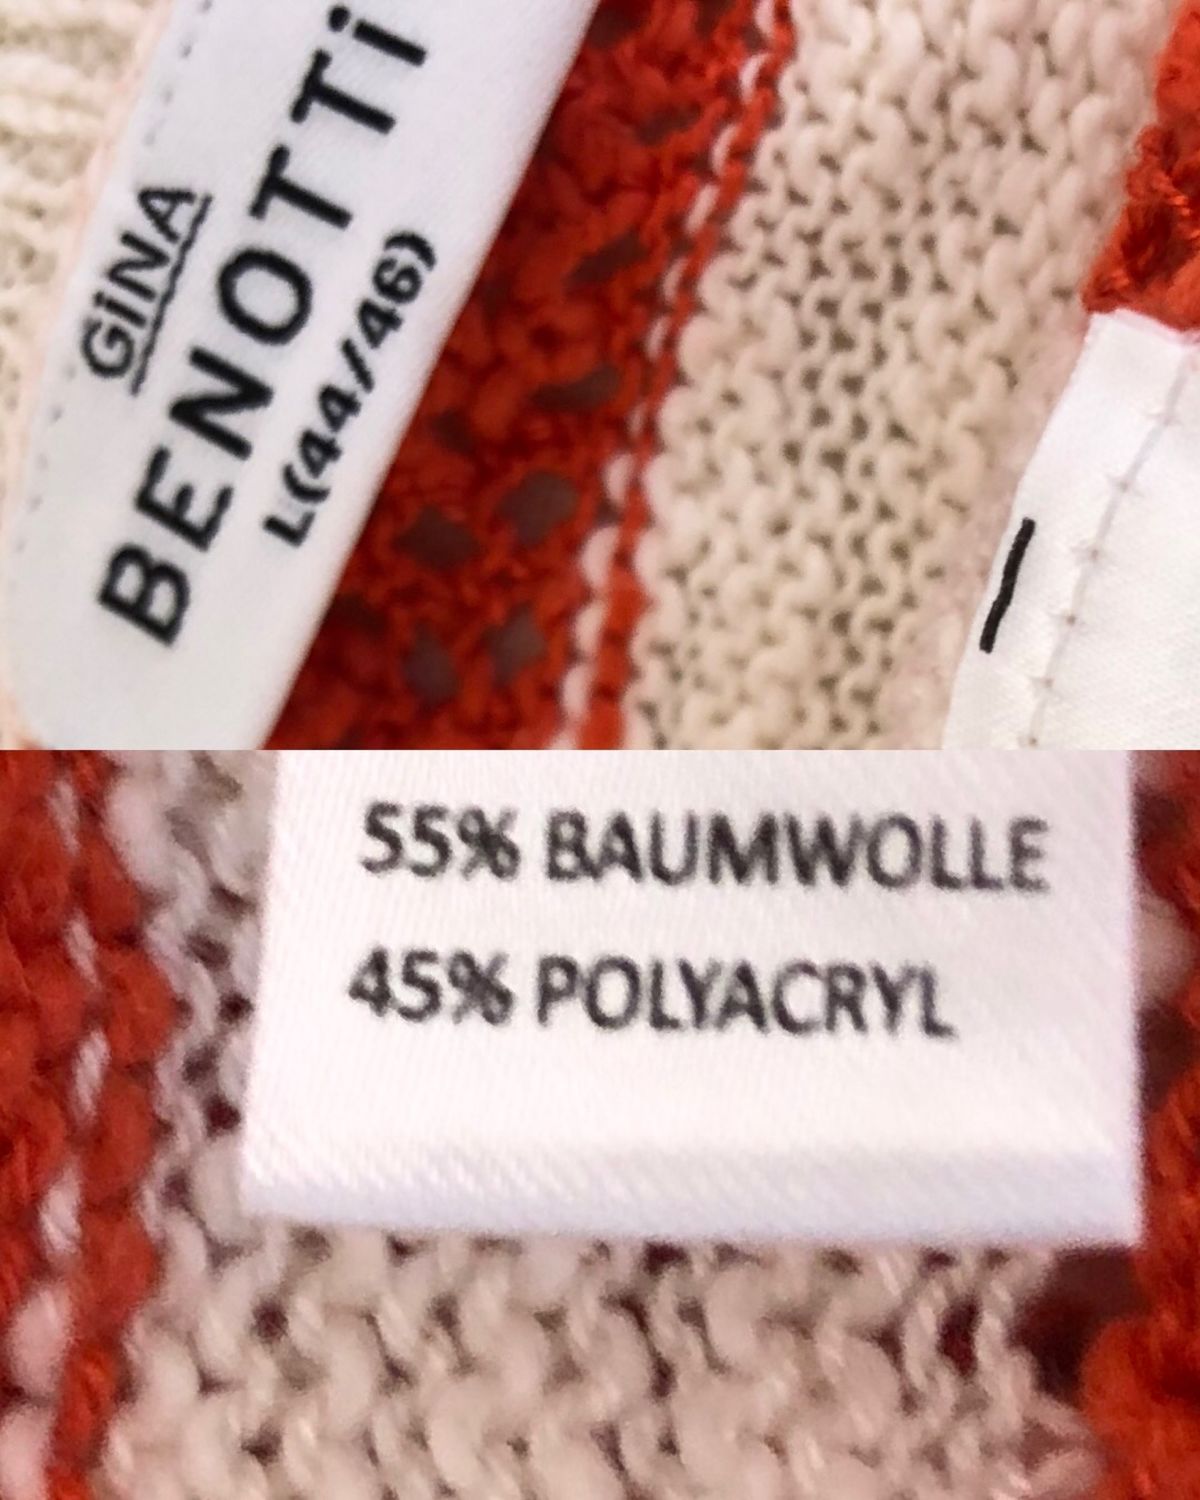 GiNA
BENOTTi
L(44/46)
55% BAUMWOLLE
45% POLYACRYL